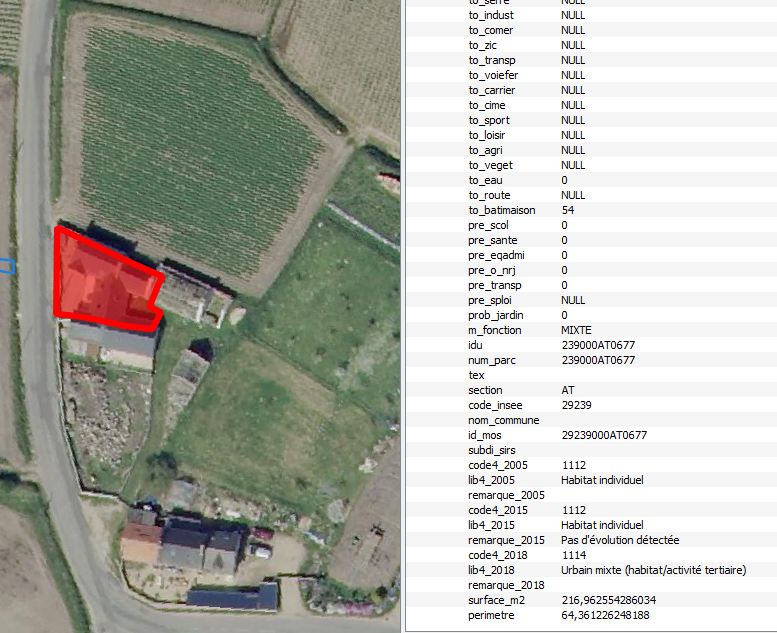 to_serre NULL
to_indust NULL
to_comer NULL
to_zic NULL
to_transp NULL
to_voiefer NULL
to_carrier NULL
to_cime NULL
to_sport NULL
to_loisir NULL
to_agri NULL
to_veget NULL
to_eau 0
to_route NULL
to_batimaison 54
pre_scol 0
pre_sante 0
pre_eqadmi 0
pre_o_nrj 0
pre_transp 0
pre_sploi NULL
prob_jardin 0
m_fonction MIXTE
idu 239000AT0677
num_parc 239000AT0677
tex
section AT
code_insee 29239
nom_commune
id_mos 29239000AT0677
subdi_sirs
code4_2005 1112
lib4_2005 Habitat individuel
remarque_2005
code4_2015 1112
lib4_2015 Habitat individuel
remarque_2015 Pas d'évolution détectée
code4_2018 1114
lib4_2018 Urbain mixte (habitat/activité tertiaire)
remarque_2018
surface_m2 216,962554286034
perimetre 64,361226248188